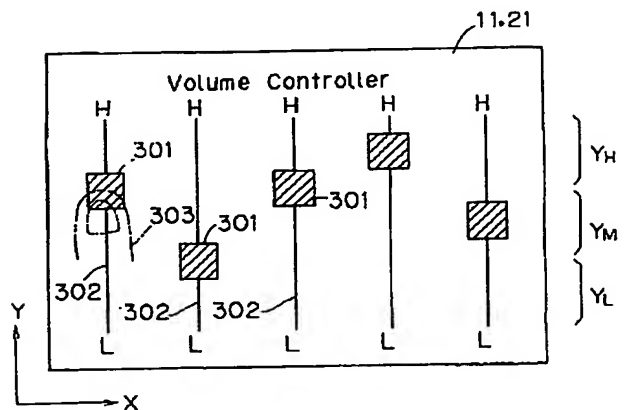 11.21
Volume Controller
H H H H H
301
303
301
301
302
302
302
L L L L L
YH
YM
YL
Y
X